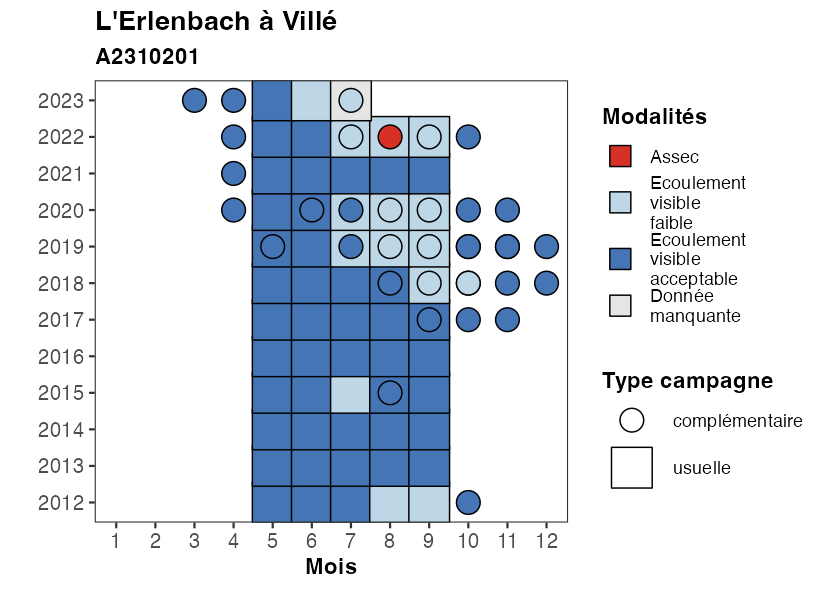 L'Erlenbach à Villé
A2310201
2023
2022
2021
2020
2019
2018
2017
2016
2015
2014
2013
2012
1 2 3 4 5 6 7 8 9 10 11 12
Mois
Modalités
Assec
Ecoulement
visible
faible
Ecoulement
visible
acceptable
Donnée
manquante
Type campagne
complémentaire
usuelle